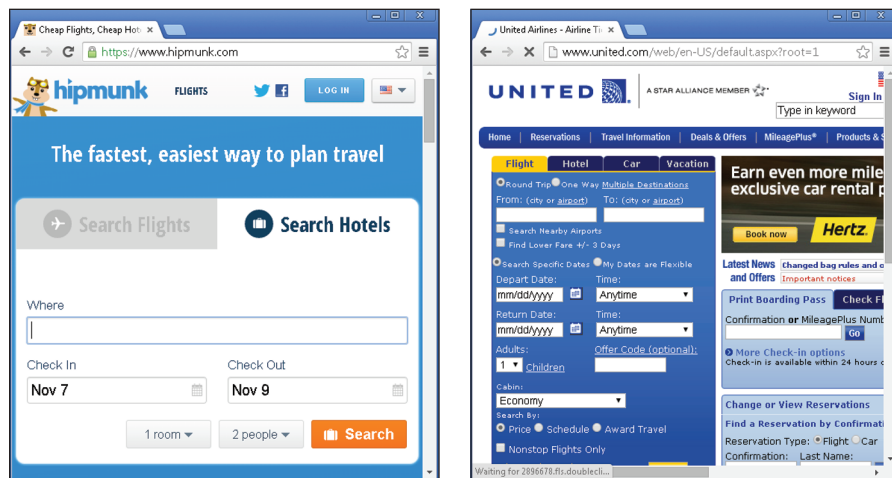 Cheap Flights, Cheap Hot
https://www.hipmunk.com
hipmunk
FLIGHTS
LOG IN
The fastest, easiest way to plan travel
Search Flights
Search Hotels
Where
Check In
Check Out
Nov 7
Nov 9
1 room
2 people
Search
United Airlines - Airline Ti
www.united.com/web/en-US/default.aspx?root=1
UNITED
A STAR ALLIANCE MEMBER
Sign In
Type in keyword
Home | Reservations | Travel Information | Deals & Offers | MileagePlus® | Products & S
Flight
Hotel
Car
Vacation
Round Trip One Way Multiple Destinations
From: (city or airport) To: (city or airport)
Search Nearby Airports
Find Lower Fare +/- 3 Days
Search Specific Dates My Dates are Flexible
Depart Date: Time:
mm/dd/yyyy Anytime
Return Date: Time:
mm/dd/yyyy Anytime
Adults: Offer Code (optional):
1 Children
Cabin:
Economy
Search By:
Price Schedule Award Travel
Nonstop Flights Only
Waiting for 2896678.fls.doublecli...
Earn even more mile
exclusive car rental p
Book now
Hertz.
Latest News Changed bag rules and o
and Offers Important notices
Print Boarding Pass Check Fl
Confirmation or MileagePlus Numb
Go
More Check-in options
Check-in is available within 24 hours o
Change or View Reservations
Find a Reservation by Confirmati
Reservation Type: Flight Car
Confirmation: Last Name: